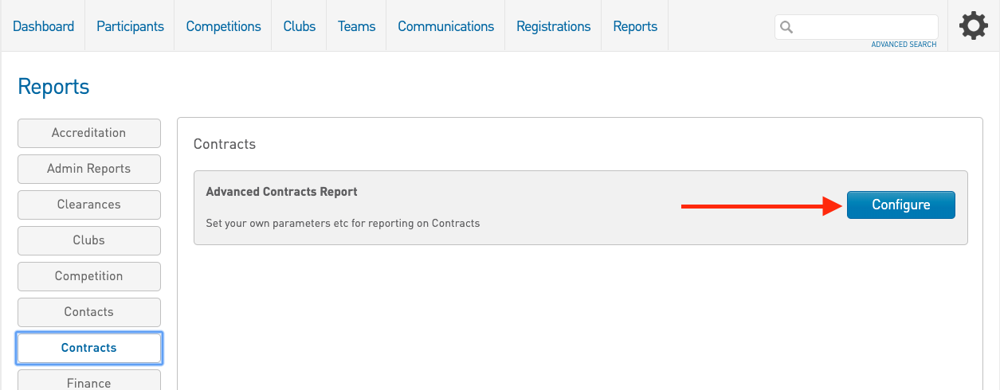 Dashboard Participants Competitions Clubs Teams Communications Registrations Reports
ADVANCED SEARCH
Reports
Accreditation
Admin Reports
Clearances
Clubs
Competition
Contacts
Contracts
Finance
Contracts
Advanced Contracts Report
Configure
Set your own parameters etc for reporting on Contracts